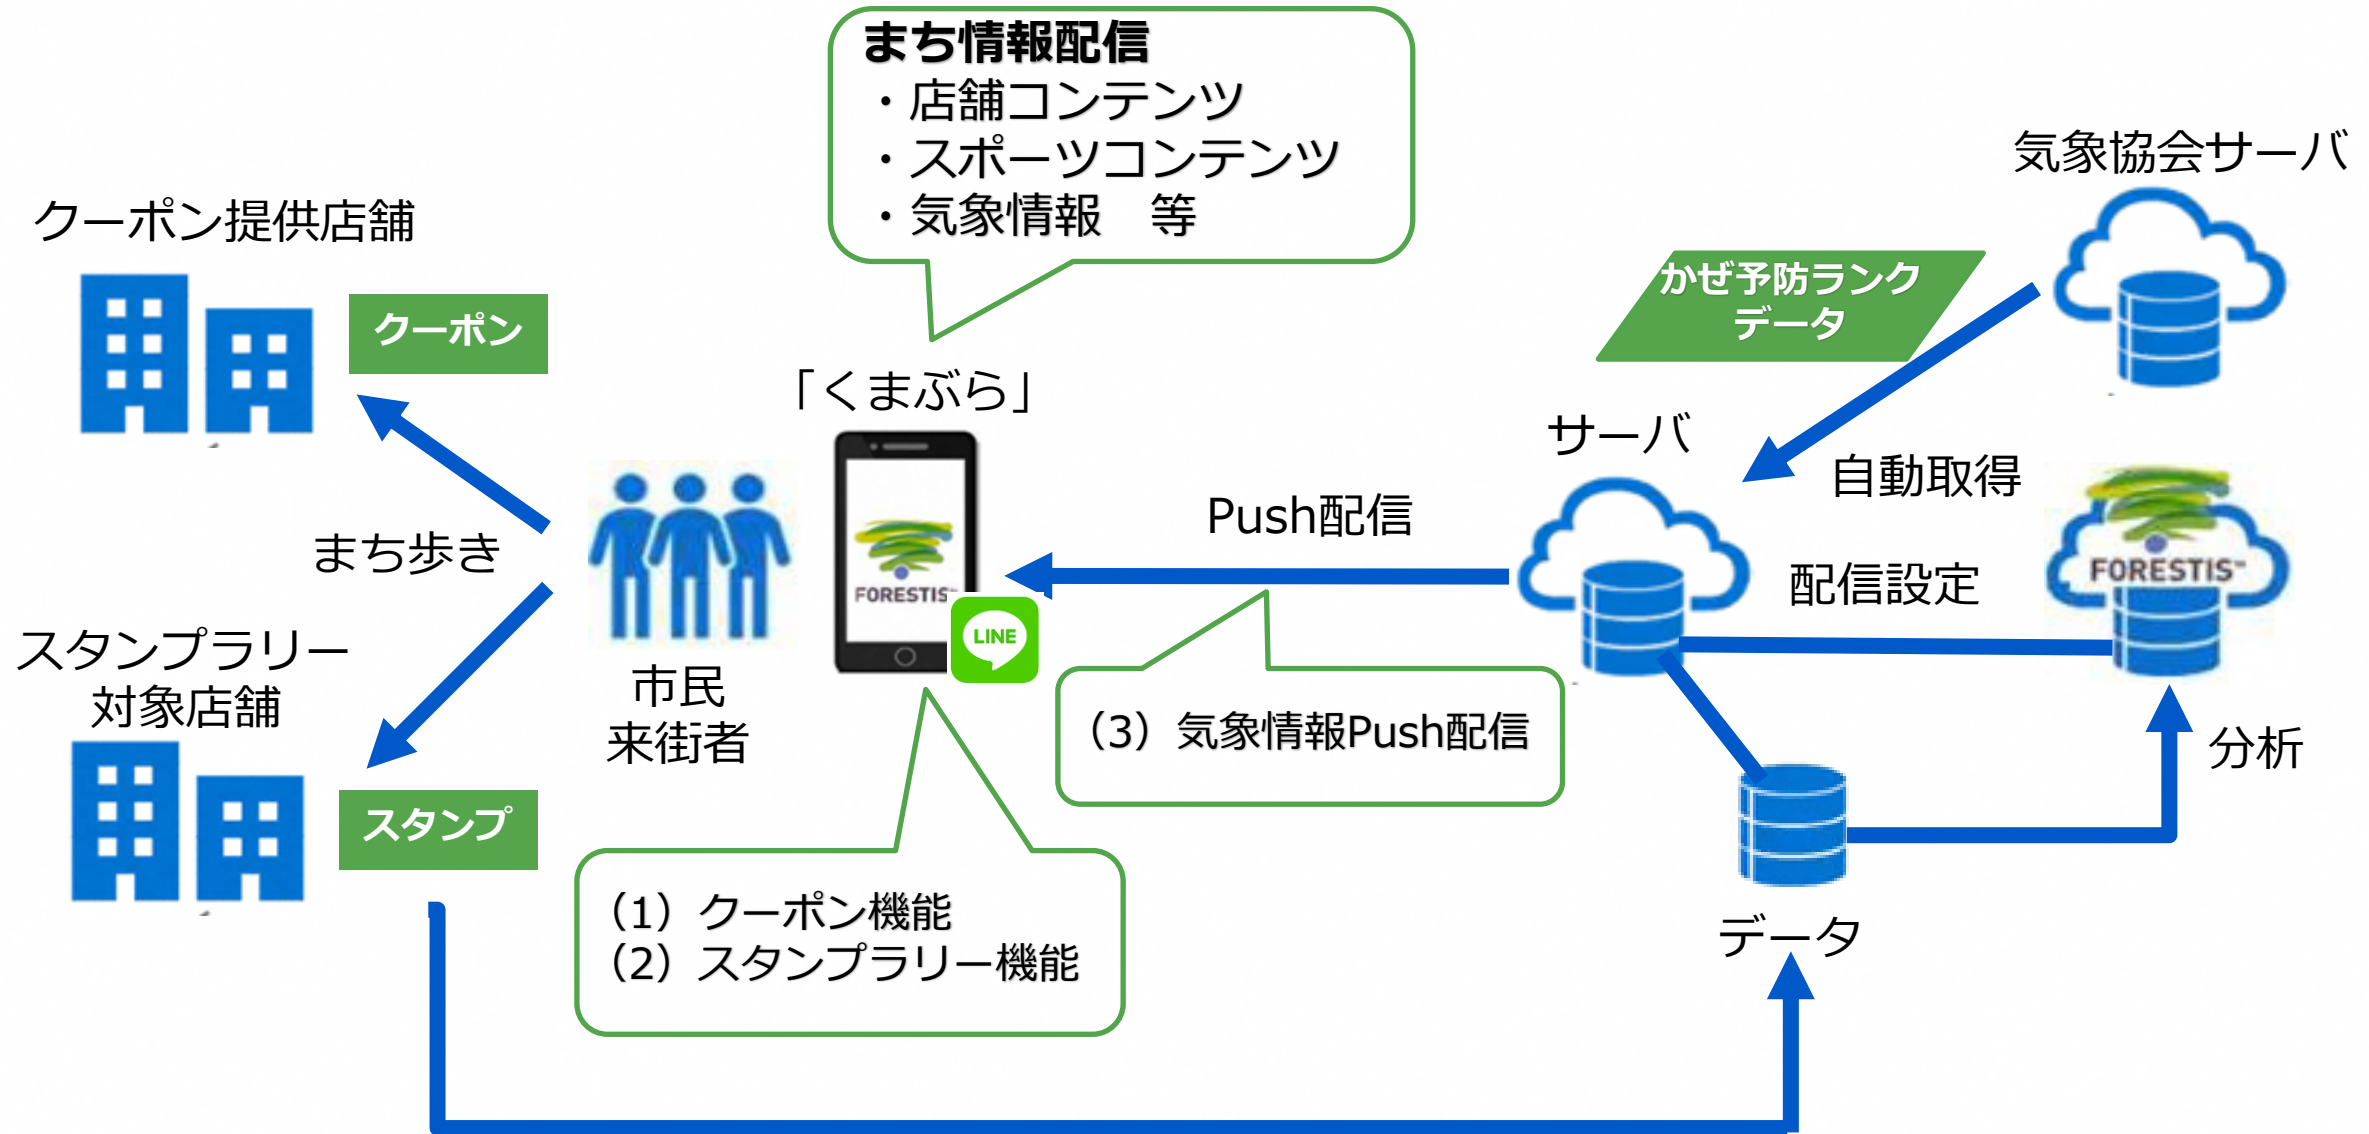 まち情報配信
・店舗コンテンツ
・スポーツコンテンツ
・気象情報　等
気象協会サーバ
クーポン提供店舗
かぜ予防ランク
データ
クーポン
「くまぶら」
サーバ
自動取得
Push配信
まち歩き
配信設定
FORESTIS™
FORESTIS
LINE
スタンプラリー
対象店舗
市民
来街者
（3）気象情報Push配信
分析
スタンプ
（1）クーポン機能
（2）スタンプラリー機能
データ